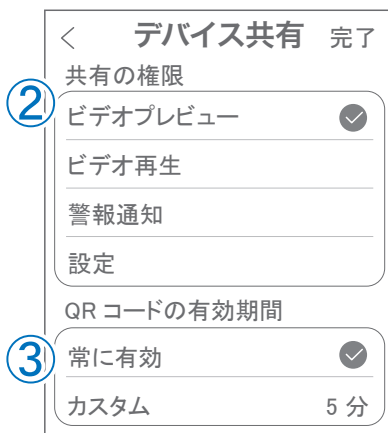 < デバイス共有 完了
共有の権限
②
ビデオプレビュー
ビデオ再生
警報通知
設定
QR コードの有効期間
③
常に有効
カスタム 5 分